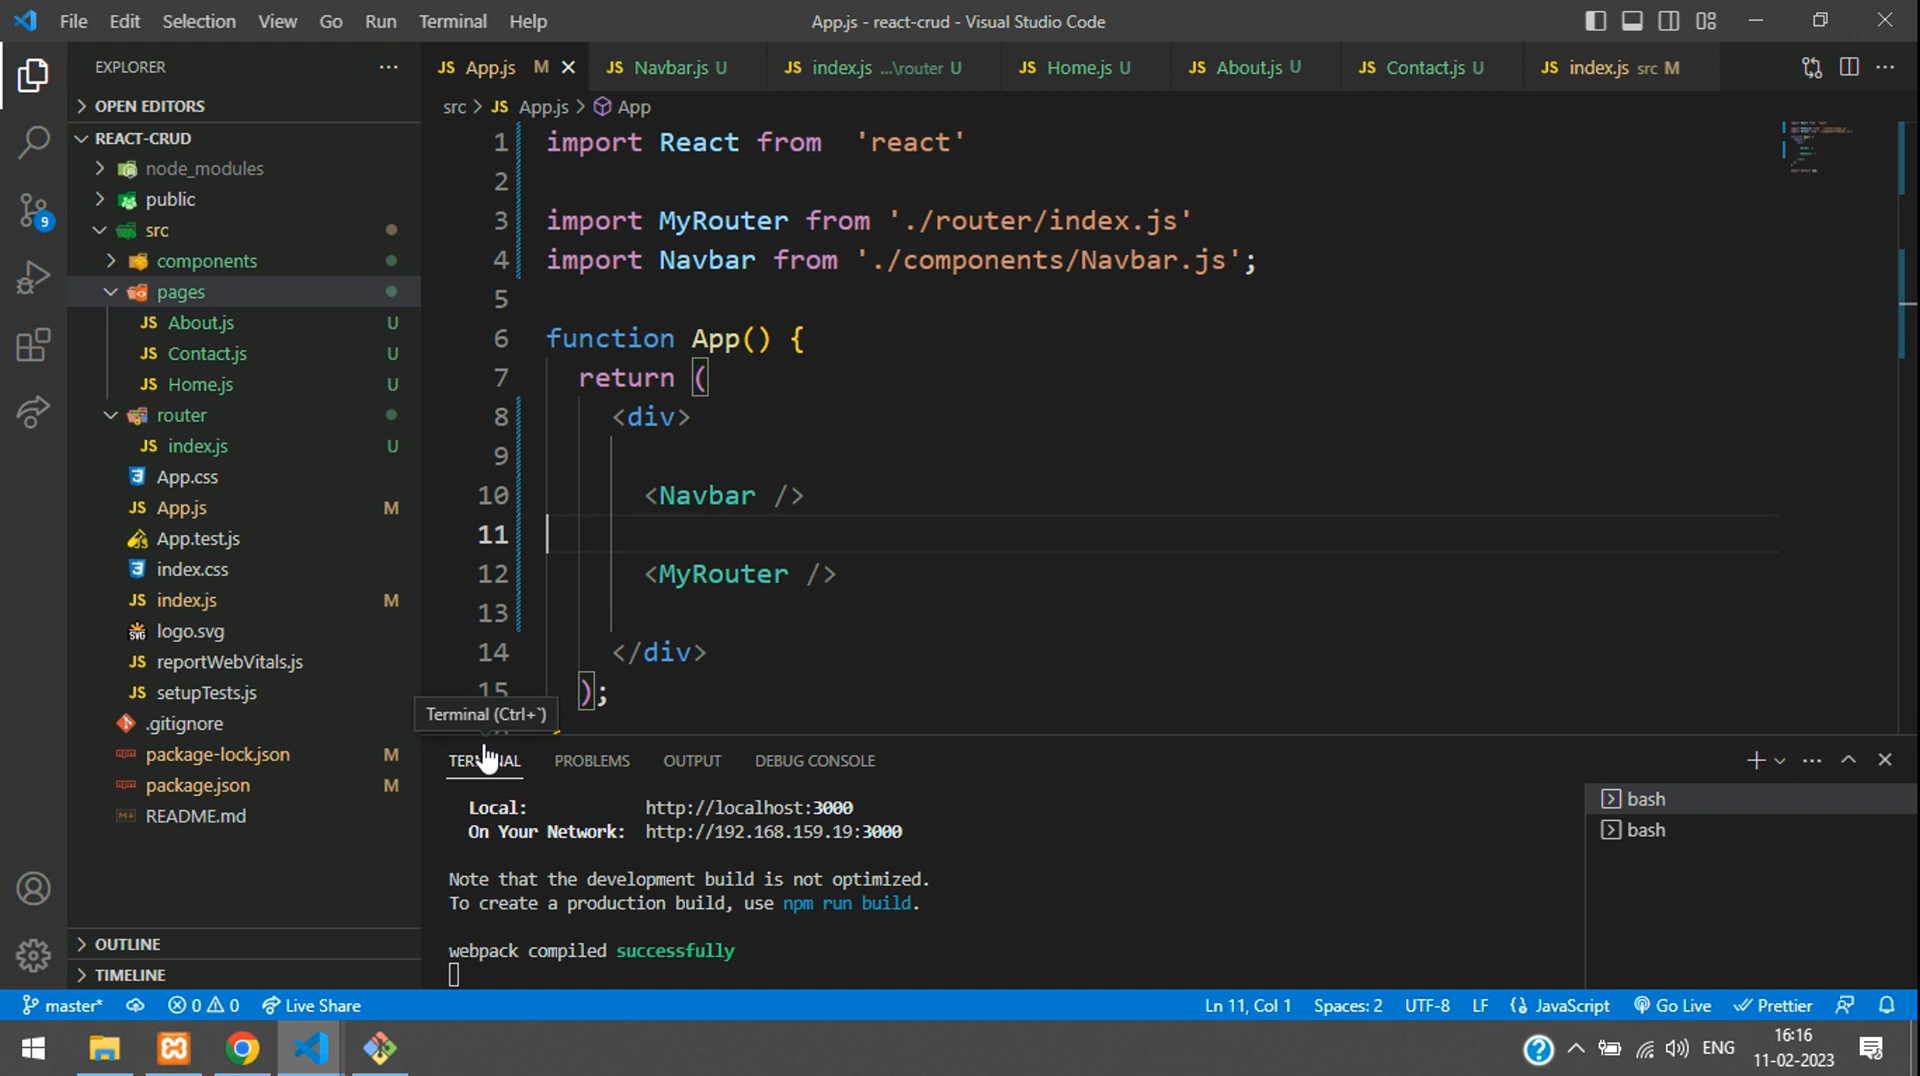 File Edit Selection View Go Run Terminal Help
App.js - react-crud - Visual Studio Code
EXPLORER
OPEN EDITORS
REACT-CRUD
node_modules
public
src
components
pages
JS About.js U
JS Contact.js U
JS Home.js U
router
JS index.js U
App.css
JS App.js M
App.test.js
index.css
JS index.js M
SVG logo.svg
JS reportWebVitals.js
JS setupTests.js
.gitignore
package-lock.json M
package.json M
README.md
OUTLINE
TIMELINE
9
JS App.js M JS Navbar.js U JS index.js ...\router U JS Home.js U JS About.js U JS Contact.js U JS index.js src M
src > JS App.js > App
1 import React from  'react'
2
3 import MyRouter from './router/index.js'
4 import Navbar from './components/Navbar.js';
5
6 function App() {
7 return (
8 <div>
9
10 <Navbar />
11
12 <MyRouter />
13
14 </div>
15 );
Terminal (Ctrl+`)
TERMINAL PROBLEMS OUTPUT DEBUG CONSOLE
Local: http://localhost:3000
On Your Network: http://192.168.159.19:3000
Note that the development build is not optimized.
To create a production build, use npm run build.
webpack compiled successfully
bash
bash
master* 0 0 Live Share
Ln 11, Col 1 Spaces: 2 UTF-8 LF JavaScript Go Live Prettier
ENG
16:16
11-02-2023